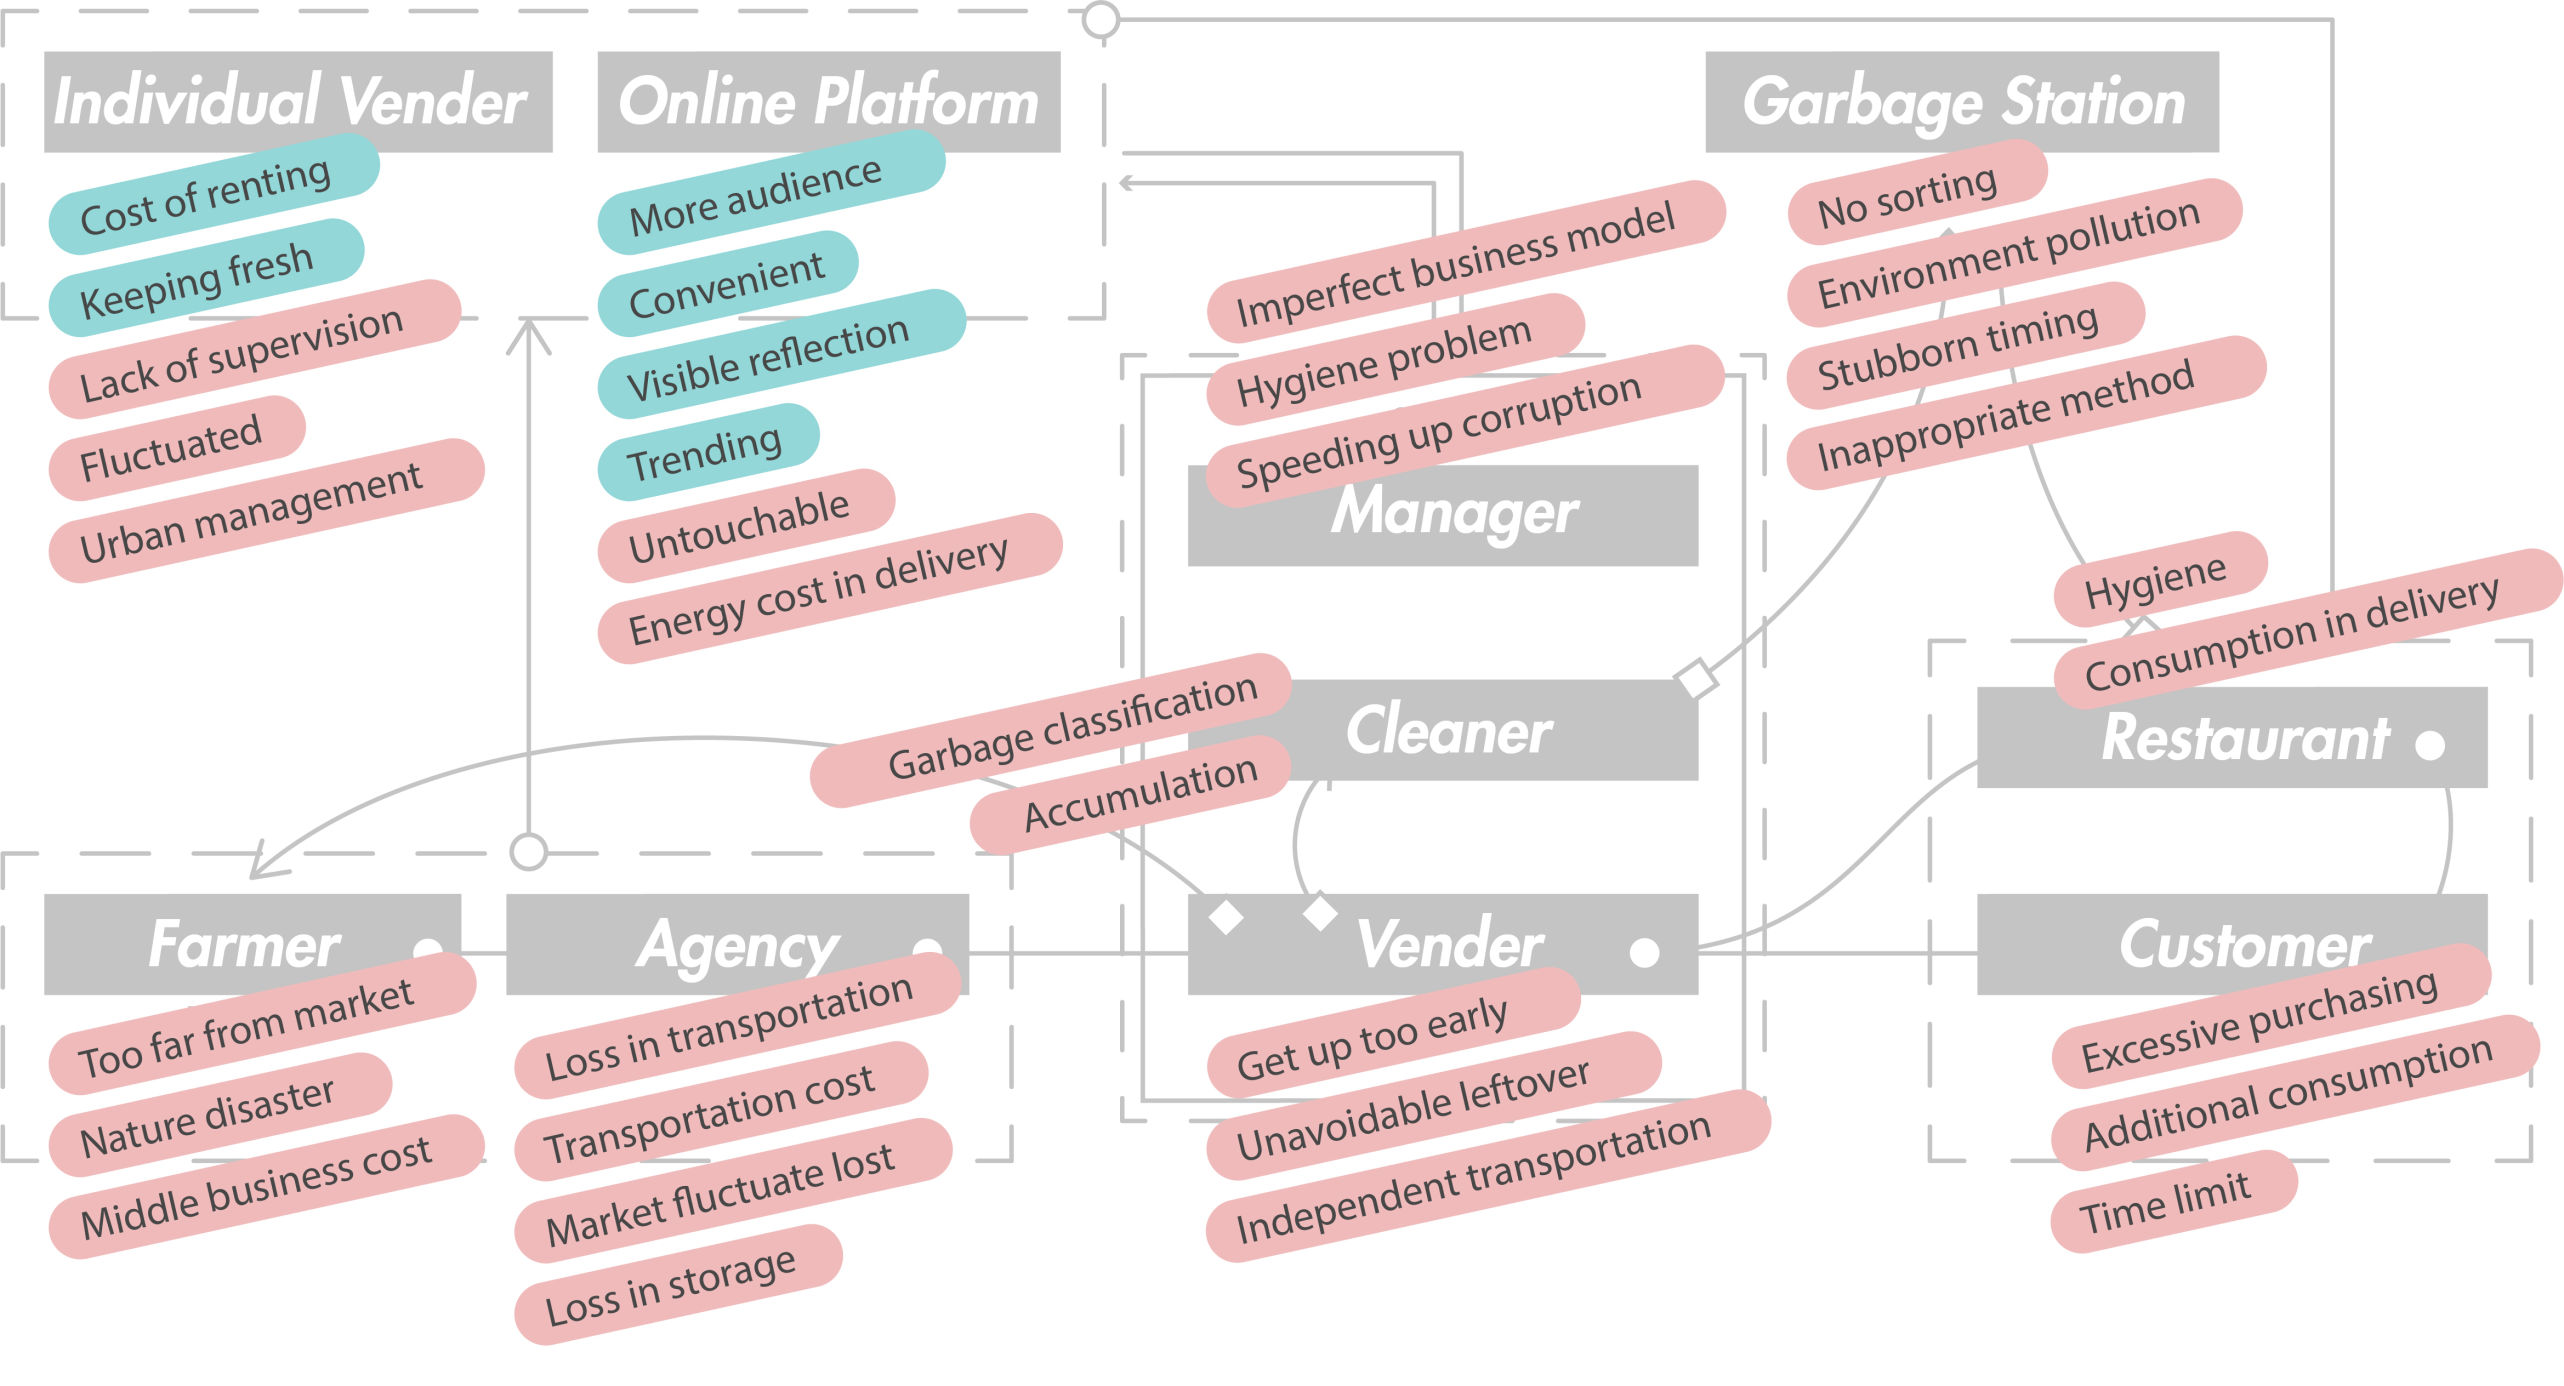 Individual Vender
Cost of renting
Keeping fresh
Lack of supervision
Fluctuated
Urban management
Online Platform
More audience
Convenient
Visible reflection
Trending
Untouchable
Energy cost in delivery
Garbage Station
No sorting
Environment pollution
Stubborn timing
Inappropriate method
Imperfect business model
Hygiene problem
Speeding up corruption
Manager
Garbage classification
Accumulation
Cleaner
Hygiene
Consumption in delivery
Restaurant
Farmer
Too far from market
Nature disaster
Middle business cost
Agency
Loss in transportation
Transportation cost
Market fluctuate lost
Loss in storage
Vender
Get up too early
Unavoidable leftover
Independent transportation
Customer
Excessive purchasing
Additional consumption
Time limit